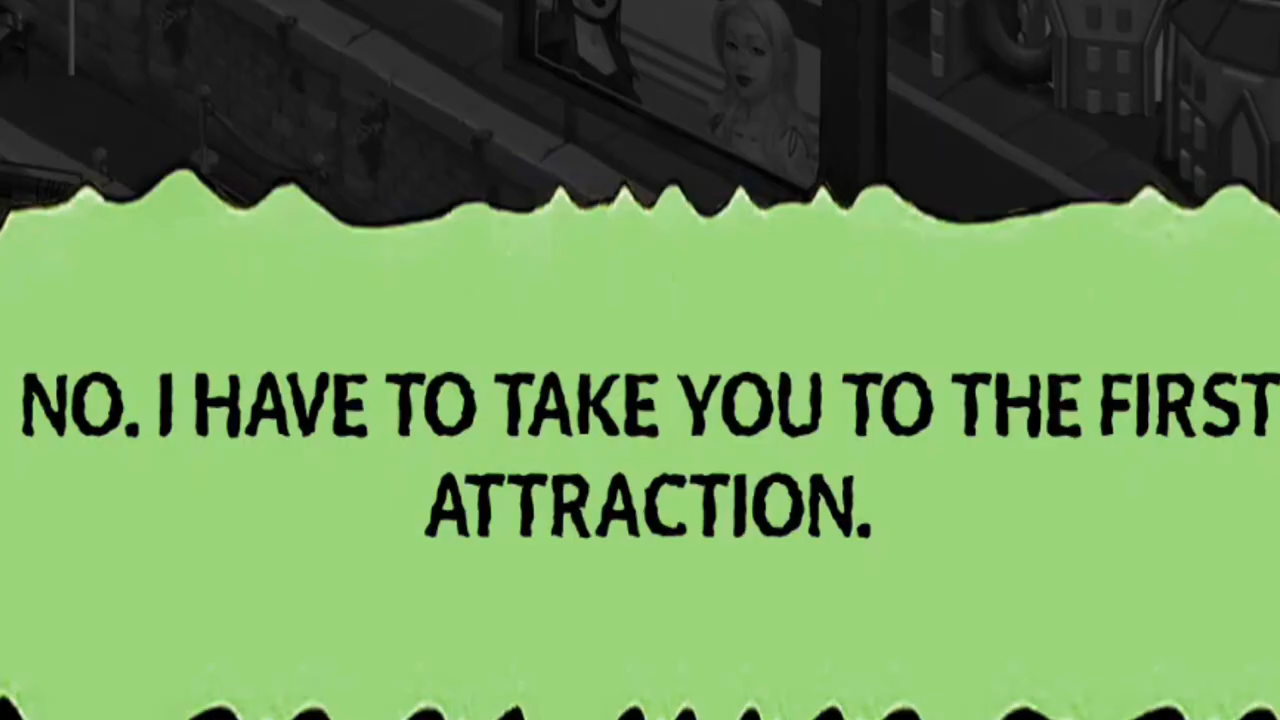 NO. I HAVE TO TAKE YOU TO THE FIRST
ATTRACTION.